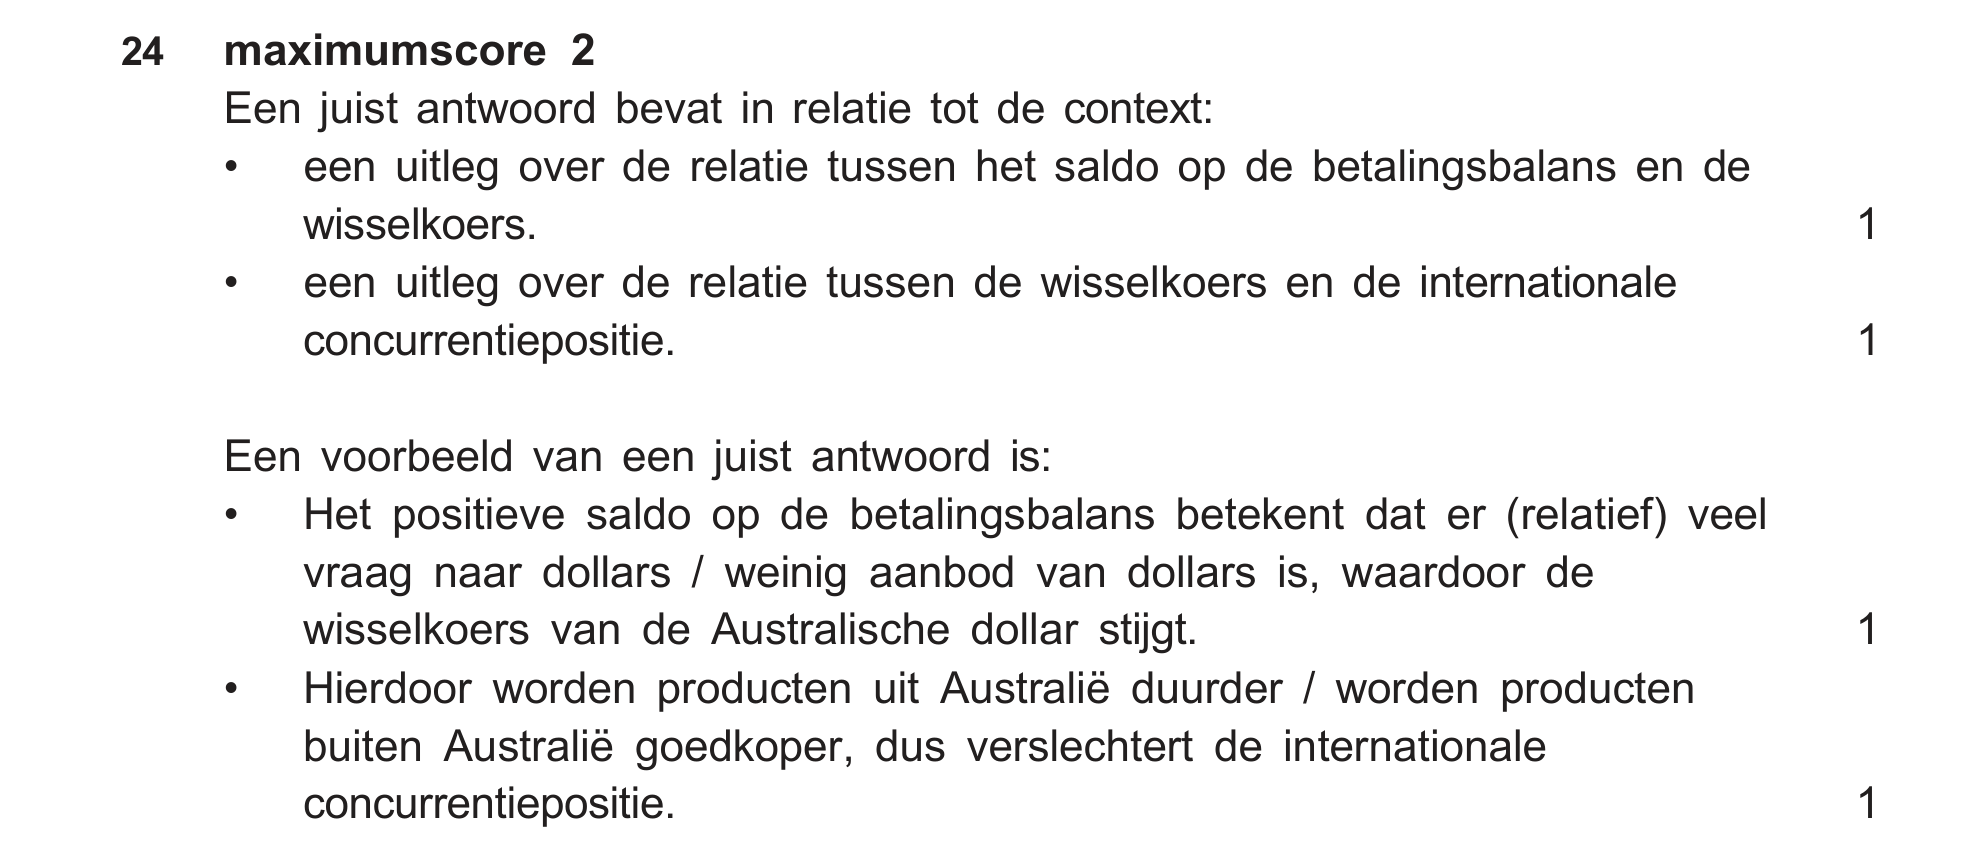 24 maximumscore 2
Een juist antwoord bevat in relatie tot de context:
• een uitleg over de relatie tussen het saldo op de betalingsbalans en de
wisselkoers. 1
• een uitleg over de relatie tussen de wisselkoers en de internationale
concurrentiepositie. 1
Een voorbeeld van een juist antwoord is:
• Het positieve saldo op de betalingsbalans betekent dat er (relatief) veel
vraag naar dollars / weinig aanbod van dollars is, waardoor de
wisselkoers van de Australische dollar stijgt. 1
• Hierdoor worden producten uit Australië duurder / worden producten
buiten Australië goedkoper, dus verslechtert de internationale
concurrentiepositie. 1